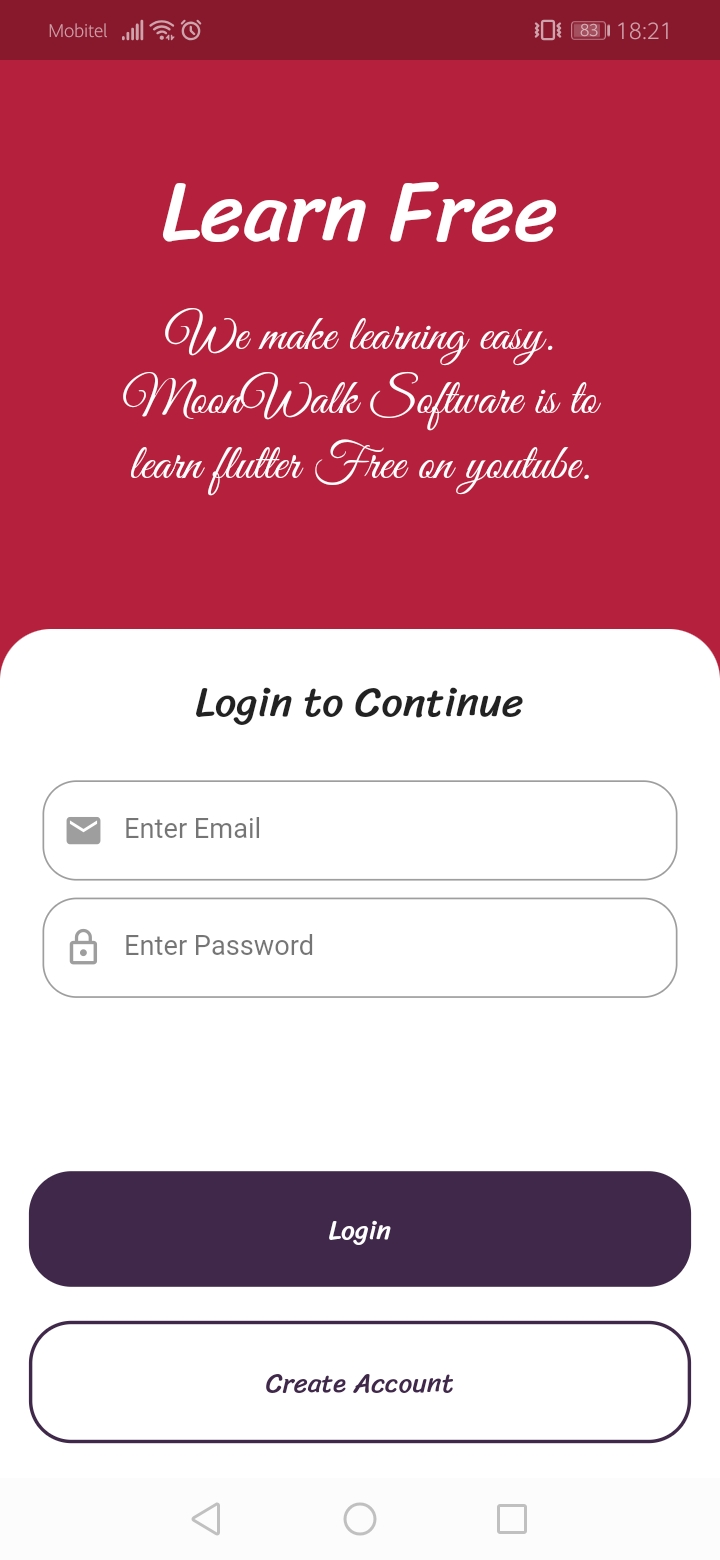 Mobitel 83 18:21
Learn Free
We make learning easy.
MoonWalk Software is to
learn flutter Free on youtube.
Login to Continue
Enter Email
Enter Password
Login
Create Account